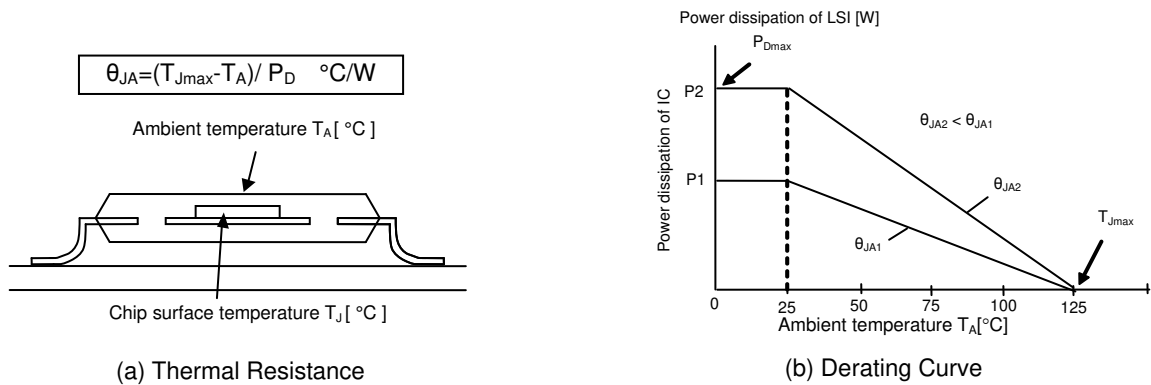 θJA=(TJmax-TA)/ PD °C/W
Ambient temperature TA[ °C ]
Chip surface temperature TJ[ °C ]
(a) Thermal Resistance
Power dissipation of LSI [W]
PDmax
P2
P1
Power dissipation of IC
θJA2 < θJA1
θJA2
θJA1
TJmax
0 25 50 75 100 125
Ambient temperature TA[°C]
(b) Derating Curve